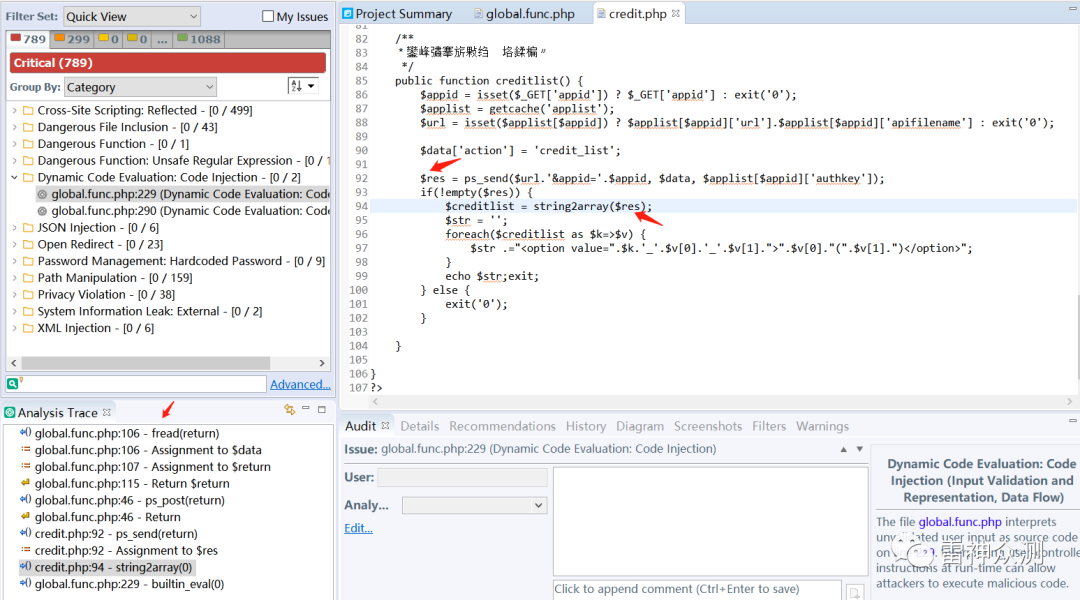 Filter Set: Quick View My Issues
789 299 0 0 ... 1088
Critical (789)
Group By: Category
Cross-Site Scripting: Reflected - [0 / 499]
Dangerous File Inclusion - [0 / 43]
Dangerous Function - [0 / 1]
Dangerous Function: Unsafe Regular Expression - [0 / 1
Dynamic Code Evaluation: Code Injection - [0 / 2]
global.func.php:229 (Dynamic Code Evaluation: Code
global.func.php:290 (Dynamic Code Evaluation: Code
JSON Injection - [0 / 6]
Open Redirect - [0 / 23]
Password Management: Hardcoded Password - [0 / 9]
Path Manipulation - [0 / 159]
Privacy Violation - [0 / 38]
System Information Leak: External - [0 / 2]
XML Injection - [0 / 6]
Advanced...
Analysis Trace
global.func.php:106 - fread(return)
global.func.php:106 - Assignment to $data
global.func.php:107 - Assignment to $return
global.func.php:115 - Return $return
global.func.php:46 - ps_post(return)
global.func.php:46 - Return
credit.php:92 - ps_send(return)
credit.php:92 - Assignment to $res
credit.php:94 - string2array(0)
global.func.php:229 - builtin_eval(0)
Project Summary global.func.php credit.php
81
82 /**
83 *
84 */
85 public function creditlist() {
86 $appid = isset($_GET['appid']) ? $_GET['appid'] : exit('0');
87 $applist = getcache('applist');
88 $url = isset($applist[$appid]) ? $applist[$appid]['url'].$applist[$appid]['apifilename'] : exit('0');
89
90 $data['action'] = 'credit_list';
91
92 $res = ps_send($url.'&appid='.$appid, $data, $applist[$appid]['authkey']);
93 if(!empty($res)) {
94 $creditlist = string2array($res);
95 $str = '';
96 foreach($creditlist as $k=>$v) {
97 $str .="<option value=".$k.'_'.$v[0].'_'.$v[1].">".$v[0]."(".$v[1].")</option>";
98 }
99 echo $str;exit;
100 } else {
101 exit('0');
102 }
103
104 }
105
106 }
107 ?>
Audit Details Recommendations History Diagram Screenshots Filters Warnings
Issue: global.func.php:229 (Dynamic Code Evaluation: Code Injection)
User:
Analy...
Edit...
Click to append comment (Ctrl+Enter to save)
Dynamic Code Evaluation: Code
Injection (Input Validation and
Representation, Data Flow)
The file global.func.php interprets
unvalidated user input as source code
on
instructions at run-time can allow
attackers to execute malicious code.
雷神众测